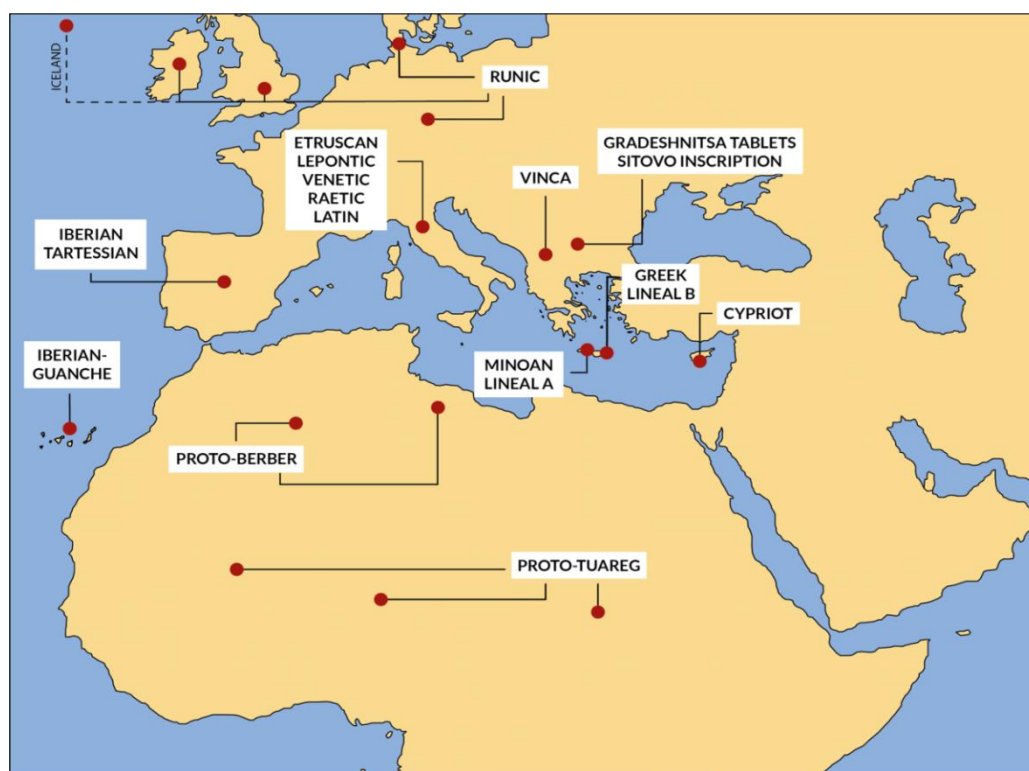 ICELAND
RUNIC
ETRUSCAN
LEPONTIC
VENETIC
RAETIC
LATIN
GRADESHNITSA TABLETS
SITOVO INSCRIPTION
VINCA
IBERIAN
TARTESSIAN
GREEK
LINEAL B
CYPRIOT
IBERIAN-
GUANCHE
MINOAN
LINEAL A
PROTO-BERBER
PROTO-TUAREG